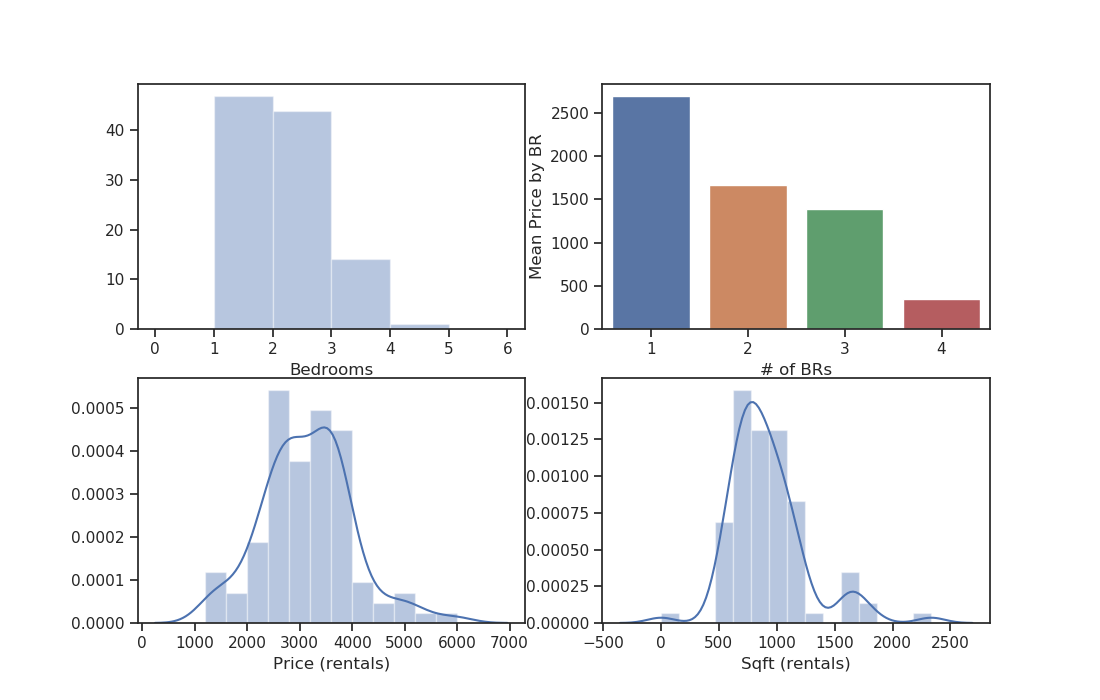 40
30
20
10
0
0 1 2 3 4 5 6
Bedrooms
Mean Price by BR
2500
2000
1500
1000
500
0
1 2 3 4
# of BRs
0.0005
0.0004
0.0003
0.0002
0.0001
0.0000
0 1000 2000 3000 4000 5000 6000 7000
Price (rentals)
0.00150
0.00125
0.00100
0.00075
0.00050
0.00025
0.00000
−500 0 500 1000 1500 2000 2500
Sqft (rentals)